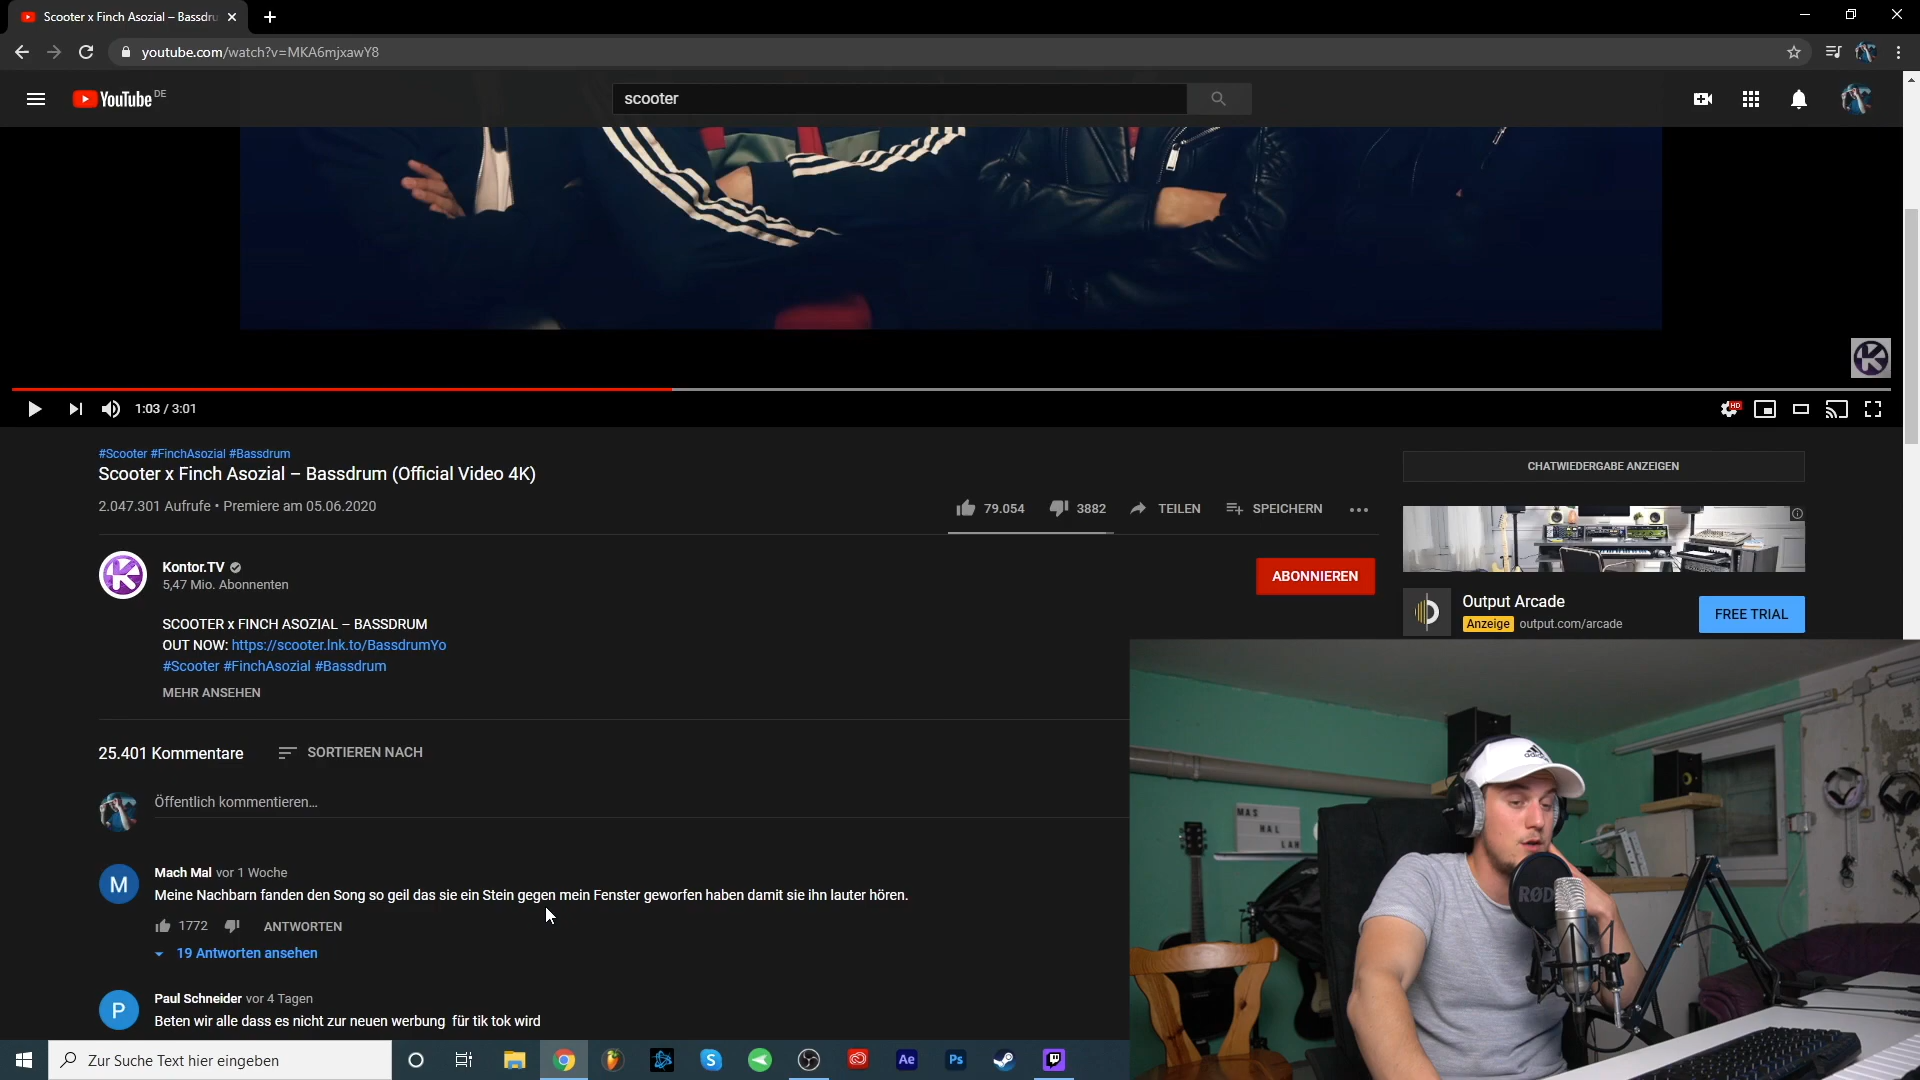 Scooter x Finch Asozial – Bassdru
youtube.com/watch?v=MKA6mjxawY8
YouTube DE
scooter
1:03 / 3:01
HD
#Scooter #FinchAsozial #Bassdrum
Scooter x Finch Asozial – Bassdrum (Official Video 4K)
2.047.301 Aufrufe • Premiere am 05.06.2020
79.054
3882
TEILEN
SPEICHERN
CHATWIEDERGABE ANZEIGEN
Kontor.TV
5,47 Mio. Abonnenten
ABONNIEREN
Output Arcade
Anzeige output.com/arcade
FREE TRIAL
SCOOTER x FINCH ASOZIAL – BASSDRUM
OUT NOW: https://scooter.lnk.to/BassdrumYo
#Scooter #FinchAsozial #Bassdrum
MEHR ANSEHEN
25.401 Kommentare
SORTIEREN NACH
Öffentlich kommentieren...
M
Mach Mal vor 1 Woche
Meine Nachbarn fanden den Song so geil das sie ein Stein gegen mein Fenster geworfen haben damit sie ihn lauter hören.
1772
ANTWORTEN
19 Antworten ansehen
P
Paul Schneider vor 4 Tagen
Beten wir alle dass es nicht zur neuen werbung für tik tok wird
MAS
HAL
LAN
adidas
RØDE
Zur Suche Text hier eingeben
S
Ae
Ps